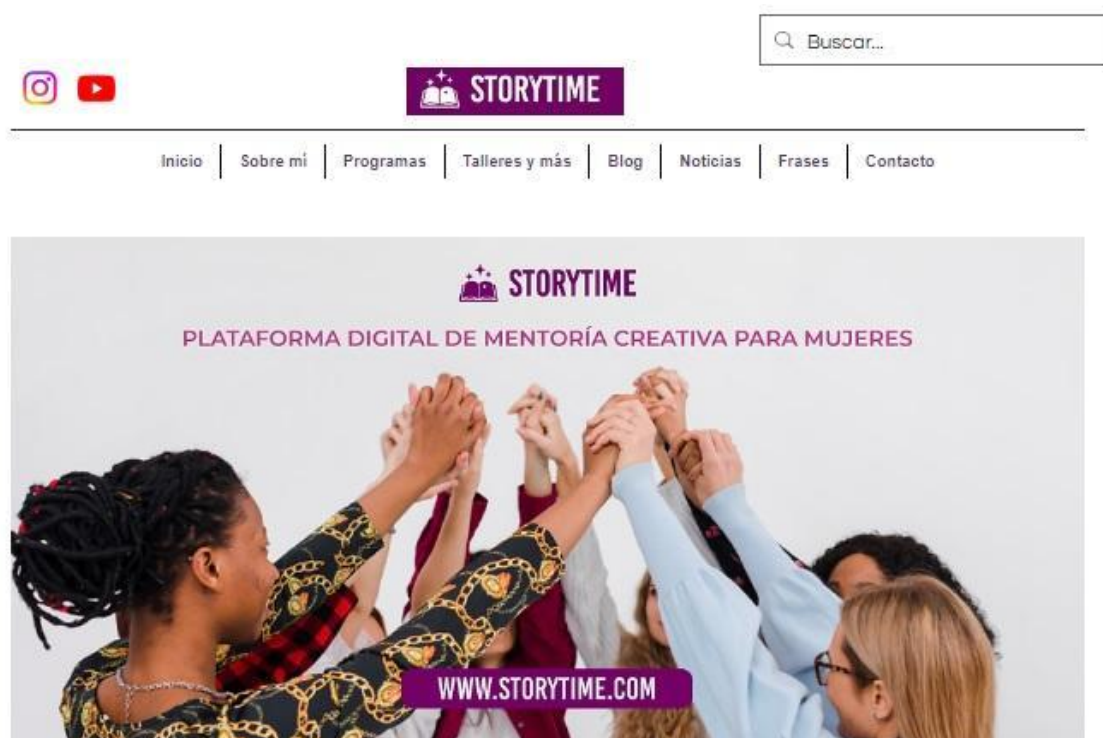 Buscar...
STORYTIME
Inicio Sobre mí Programas Talleres y más Blog Noticias Frases Contacto
STORYTIME
PLATAFORMA DIGITAL DE MENTORÍA CREATIVA PARA MUJERES
WWW.STORYTIME.COM